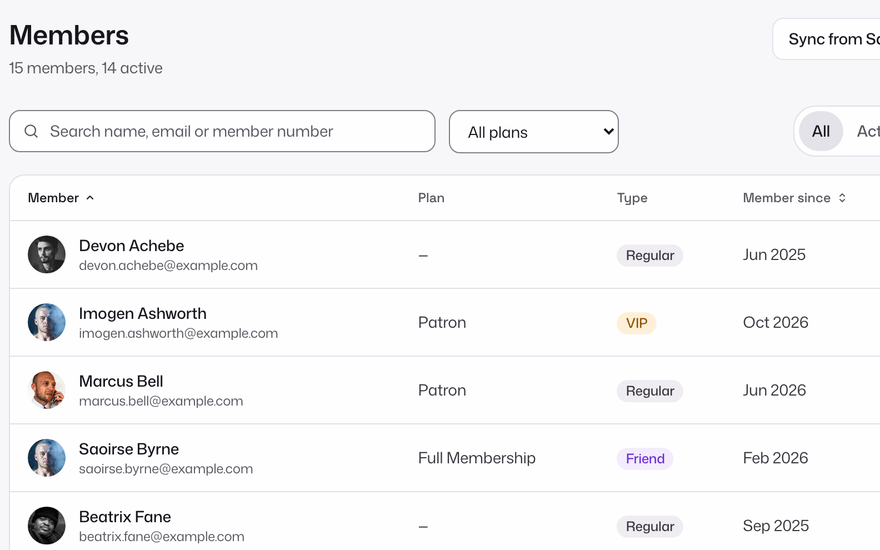 Members
Sync from
15 members, 14 active
Search name, email or member number
All plans
All
Member
Plan
Type
Member since
Devon Achebe
devon.achebe@example.com
–
Regular
Jun 2025
Imogen Ashworth
imogen.ashworth@example.com
Patron
VIP
Oct 2026
Marcus Bell
marcus.bell@example.com
Patron
Regular
Jun 2026
Saoirse Byrne
saoirse.byrne@example.com
Full Membership
Friend
Feb 2026
Beatrix Fane
beatrix.fane@example.com
–
Regular
Sep 2025